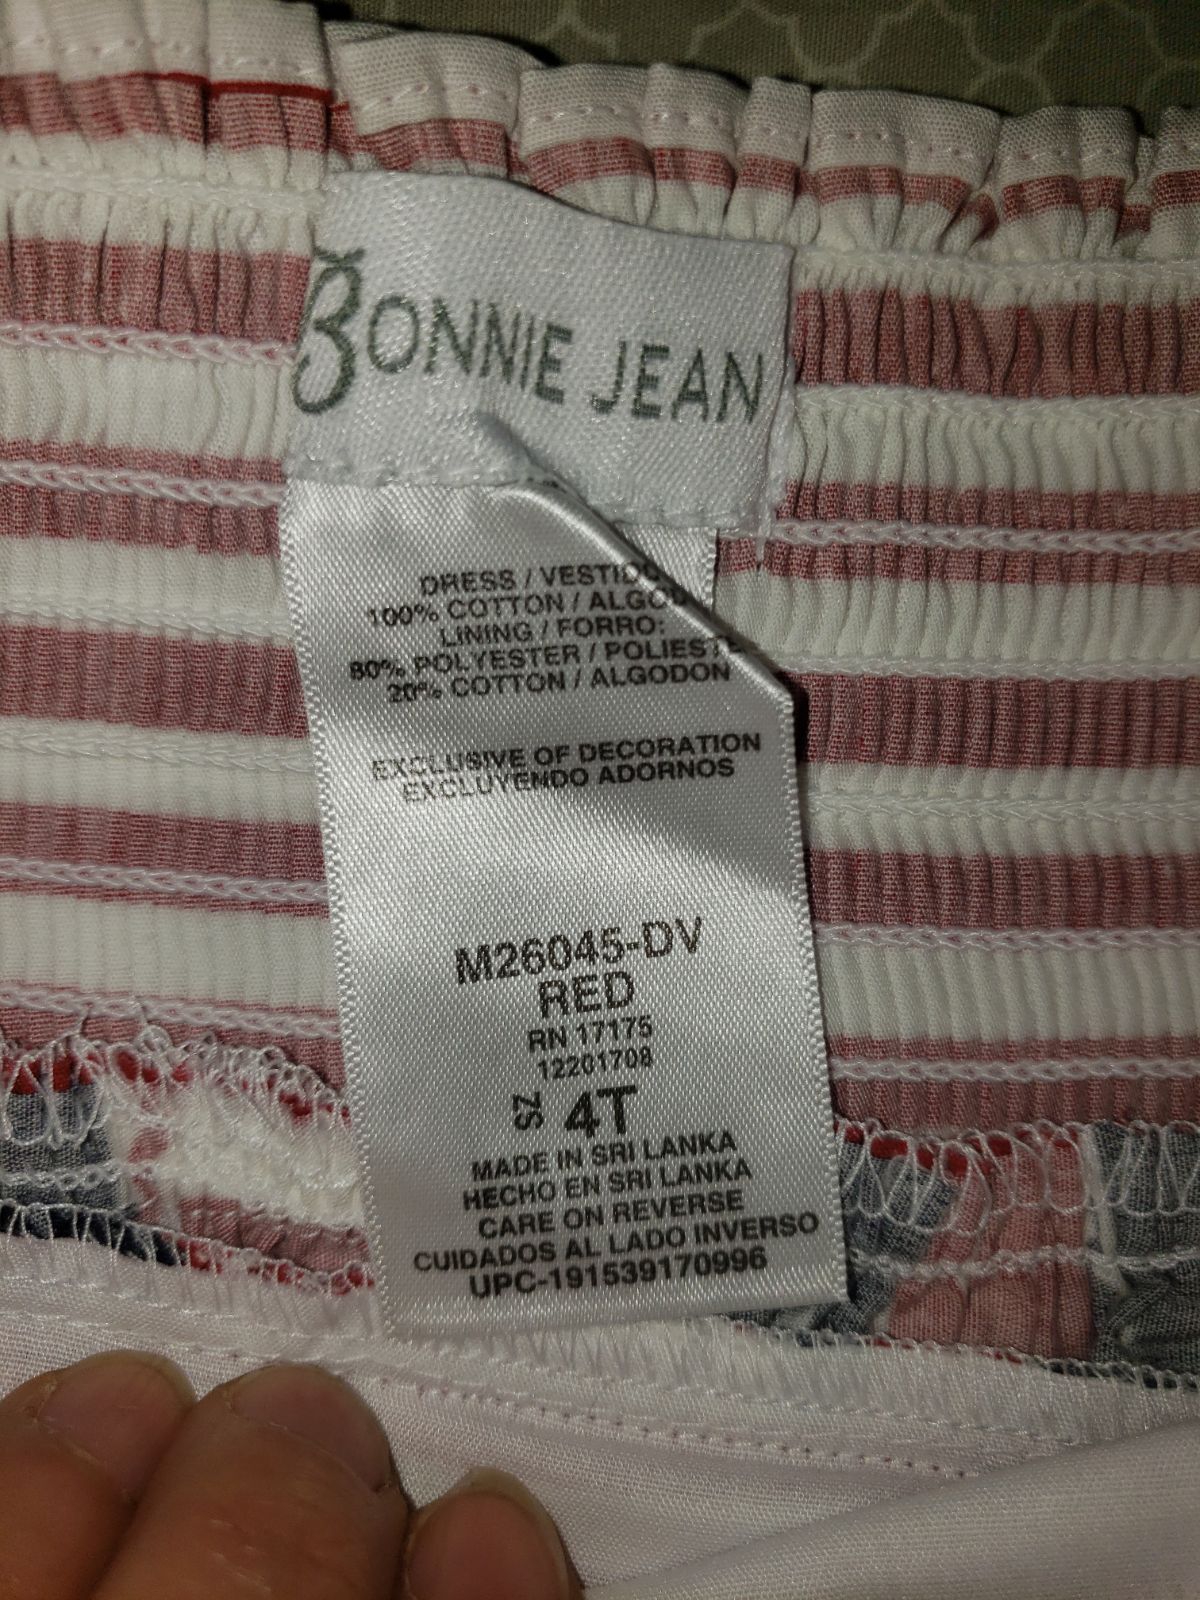 BONNIE JEAN
DRESS / VESTIDO
100% COTTON / ALGOD
LINING / FORRO:
80% POLYESTER / POLIESTE
20% COTTON / ALGODON
EXCLUSIVE OF DECORATION
EXCLUYENDO ADORNOS
M26045-DV
RED
RN 17175
12201708
SZ 4T
MADE IN SRI LANKA
HECHO EN SRI LANKA
CARE ON REVERSE
CUIDADOS AL LADO INVERSO
UPC-191539170996